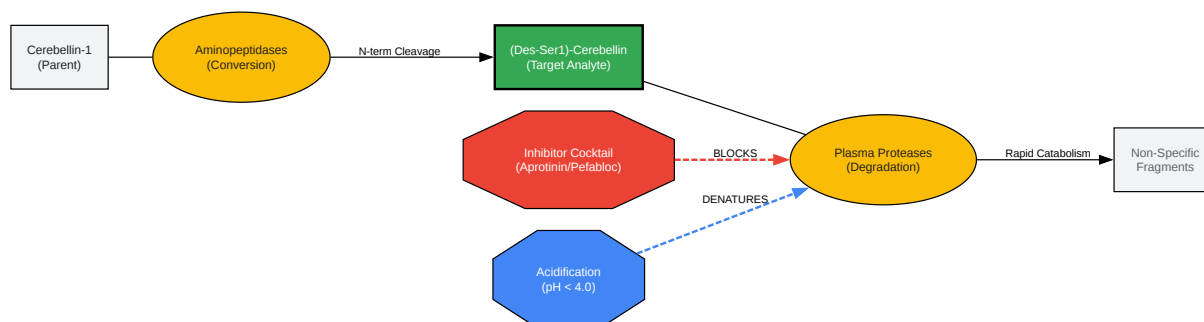 Cerebellin-1
(Parent)
Aminopeptidases
(Conversion)
N-term Cleavage
(Des-Ser1)-Cerebellin
(Target Analyte)
Inhibitor Cocktail
(Aprotinin/Pefabloc)
BLOCKS
Plasma Proteases
(Degradation)
Rapid Catabolism
Non-Specific
Fragments
DENATURES
Acidification
(pH < 4.0)